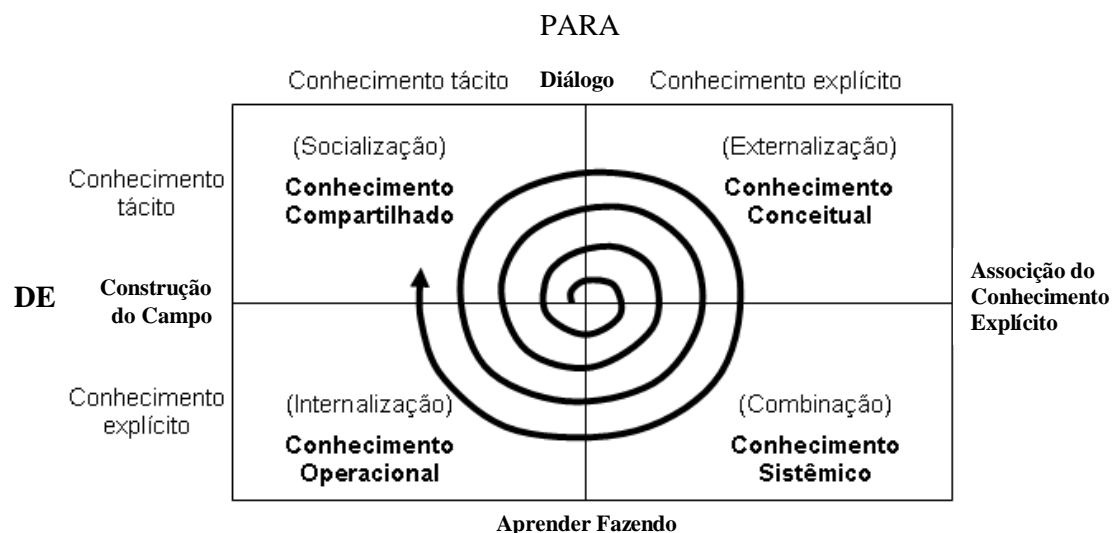 PARA
Conhecimento tácito
Diálogo
Conhecimento explícito
(Socialização)
Conhecimento
Compartilhado
(Externalização)
Conhecimento
Conceitual
Conhecimento
tácito
DE
Construção
do Campo
Associção do
Conhecimento
Explícito
Conhecimento
explícito
(Internalização)
Conhecimento
Operacional
(Combinação)
Conhecimento
Sistêmico
Aprender Fazendo